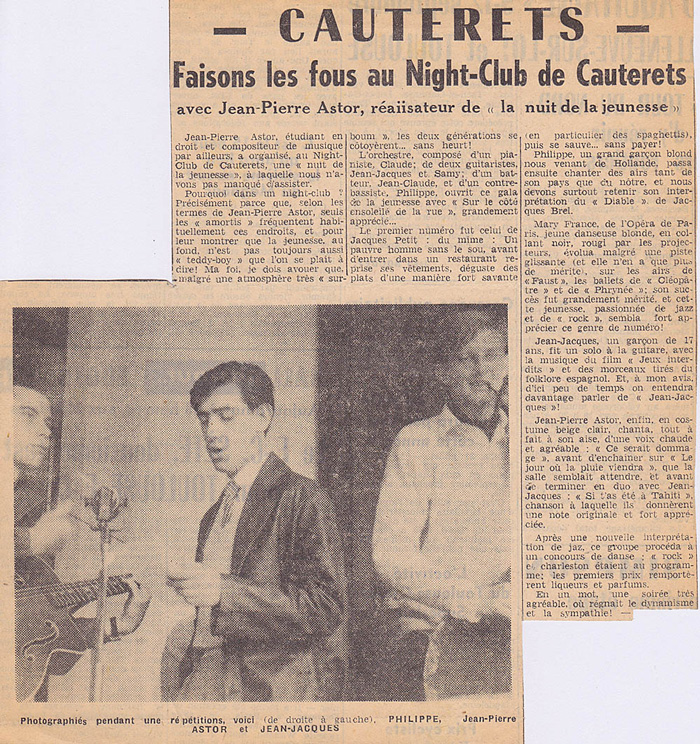 — CAUTERETS —
Faisons les fous au Night-Club de Cauterets
avec Jean-Pierre Astor, réaiisateur de « la nuit de la jeunesse »
Jean-Pierre Astor, étudiant en
droit et compositeur de musique
par ailleurs, a organisé, au Night-
Club de Cauterets, une « nuit de
la jeunesse », à laquelle nous n'a-
vons pas manqué d'assister.
Pourquoi dans un night-club ?
Précisément parce que, selon les
termes de Jean-Pierre Astor, seuls
les « amortis » fréquentent habi-
tuellement ces endroits, et pour
leur montrer que la jeunesse, au
fond, n'est pas toujours aussi
« teddy-boy » que l'on se plaît à
dire! Ma foi, je dois avouer que,
malgré une atmosphère très « sur-
boum », les deux générations se
côtoyèrent... sans heurt!
L'orchestre, composé d'un pia-
niste, Claude; de deux guitaristes,
Jean-Jacques et Samy; d'un bat-
teur, Jean-Claude, et d'un contre-
bassiste, Philippe, ouvrit ce gala
de la jeunesse avec « Sur le côté
ensoleillé de la rue », grandement
apprécié...
Le premier numéro fut celui de
Jacques Petit : du mime : Un
pauvre homme sans le sou, avant
d'entrer dans un restaurant re-
prise ses vêtements, déguste des
plats d'une manière fort savante
(en particulier des spaghettis),
puis se sauve... sans payer!
Philippe, un grand garçon blond
nous venant de Hollande, passa
ensuite chanter des airs tant de
son pays que du nôtre, et nous
devons surtout retenir son inter-
prétation du « Diable », de Jac-
ques Brel.
Mary France, de l'Opéra de Pa-
ris, jeune danseuse blonde, en col-
lant noir, rougi par les projec-
teurs, évolua malgré une piste
glissante (et elle n'en a que plus
de mérite), sur les airs de
« Faust », les ballets de « Cléopâ-
tre » et de « Phrynée »; son suc-
cès fut grandement mérité, et cet-
te jeune, passionnée de jazz
et de « rock », sembla fort ap-
précier ce genre de numéro!
Jean-Jacques, un garçon de 17
ans, fit un solo à la guitare, avec
la musique du film « Jeux inter-
dits » et des morceaux tirés du
folklore espagnol. Et, à mon avis,
d'ici peu de temps on entendra
davantage parler de « Jean-Jac-
ques »!
Jean-Pierre Astor, enfin, en cos-
tume beige clair, chanta, tout à
fait à son aise, d'une voix chaude
et agréable : « Ce serait domma-
ge », avant d'enchaîner sur « Le
jour où la pluie viendra », que la
salle semblait attendre, et avant
de terminer en duo avec Jean-
Jacques : « Si t'as été à Tahiti »,
chanson à laquelle ils donnèrent
une note originale et fort appré-
ciée.
Après une nouvelle interpréta-
tion de jaz, ce groupe procéda à
un concours de danse : « rock »
et charleston étaient au program-
me; les premiers prix remportè-
rent liqueurs et parfums.
En un mot, une soirée très
agréable, où régnait le dynamisme
et la sympathie! —
Photographiés pendant une répétitions, voici (de droite à gauche), PHILIPPE, Jean-Pierre
ASTOR et JEAN-JACQUES